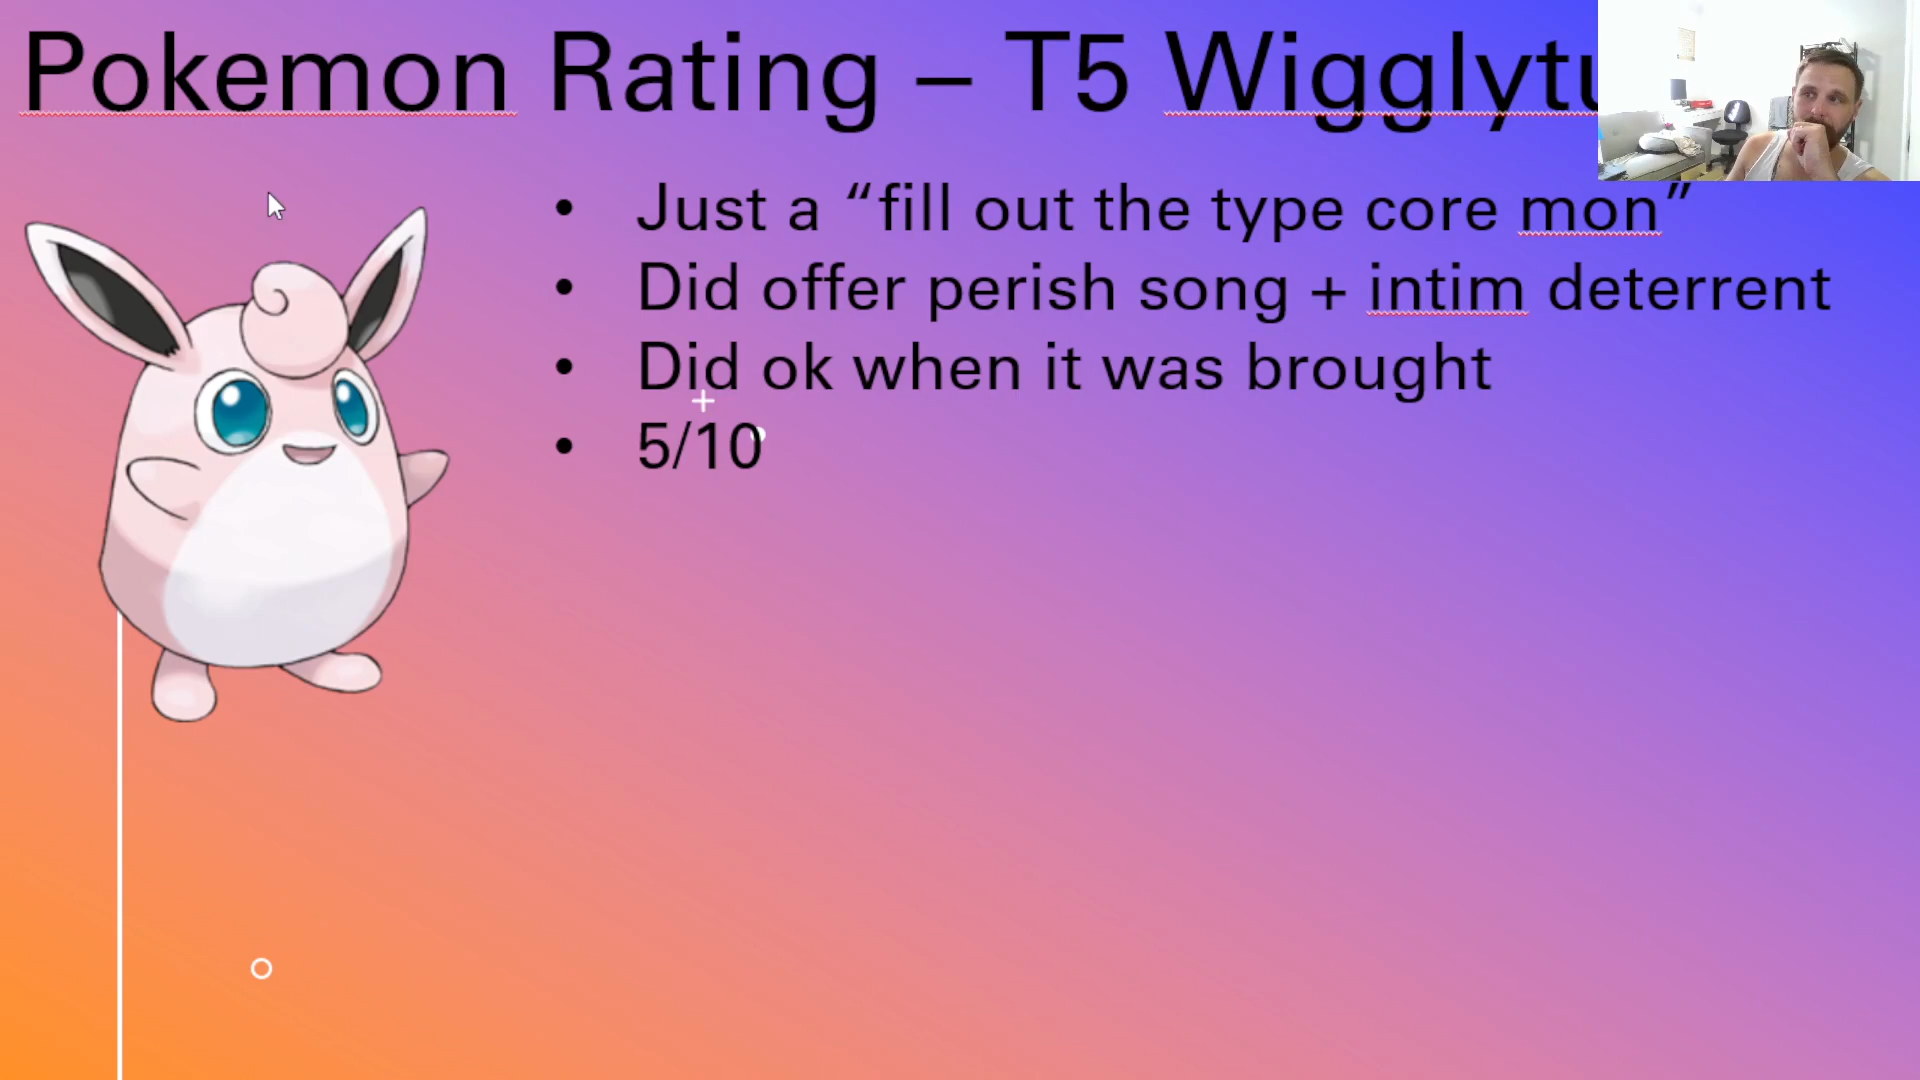 Pokemon Rating – T5 Wigglytu
• Just a “fill out the type core mon”
• Did offer perish song + intim deterrent
• Did ok when it was brought
• 5/10